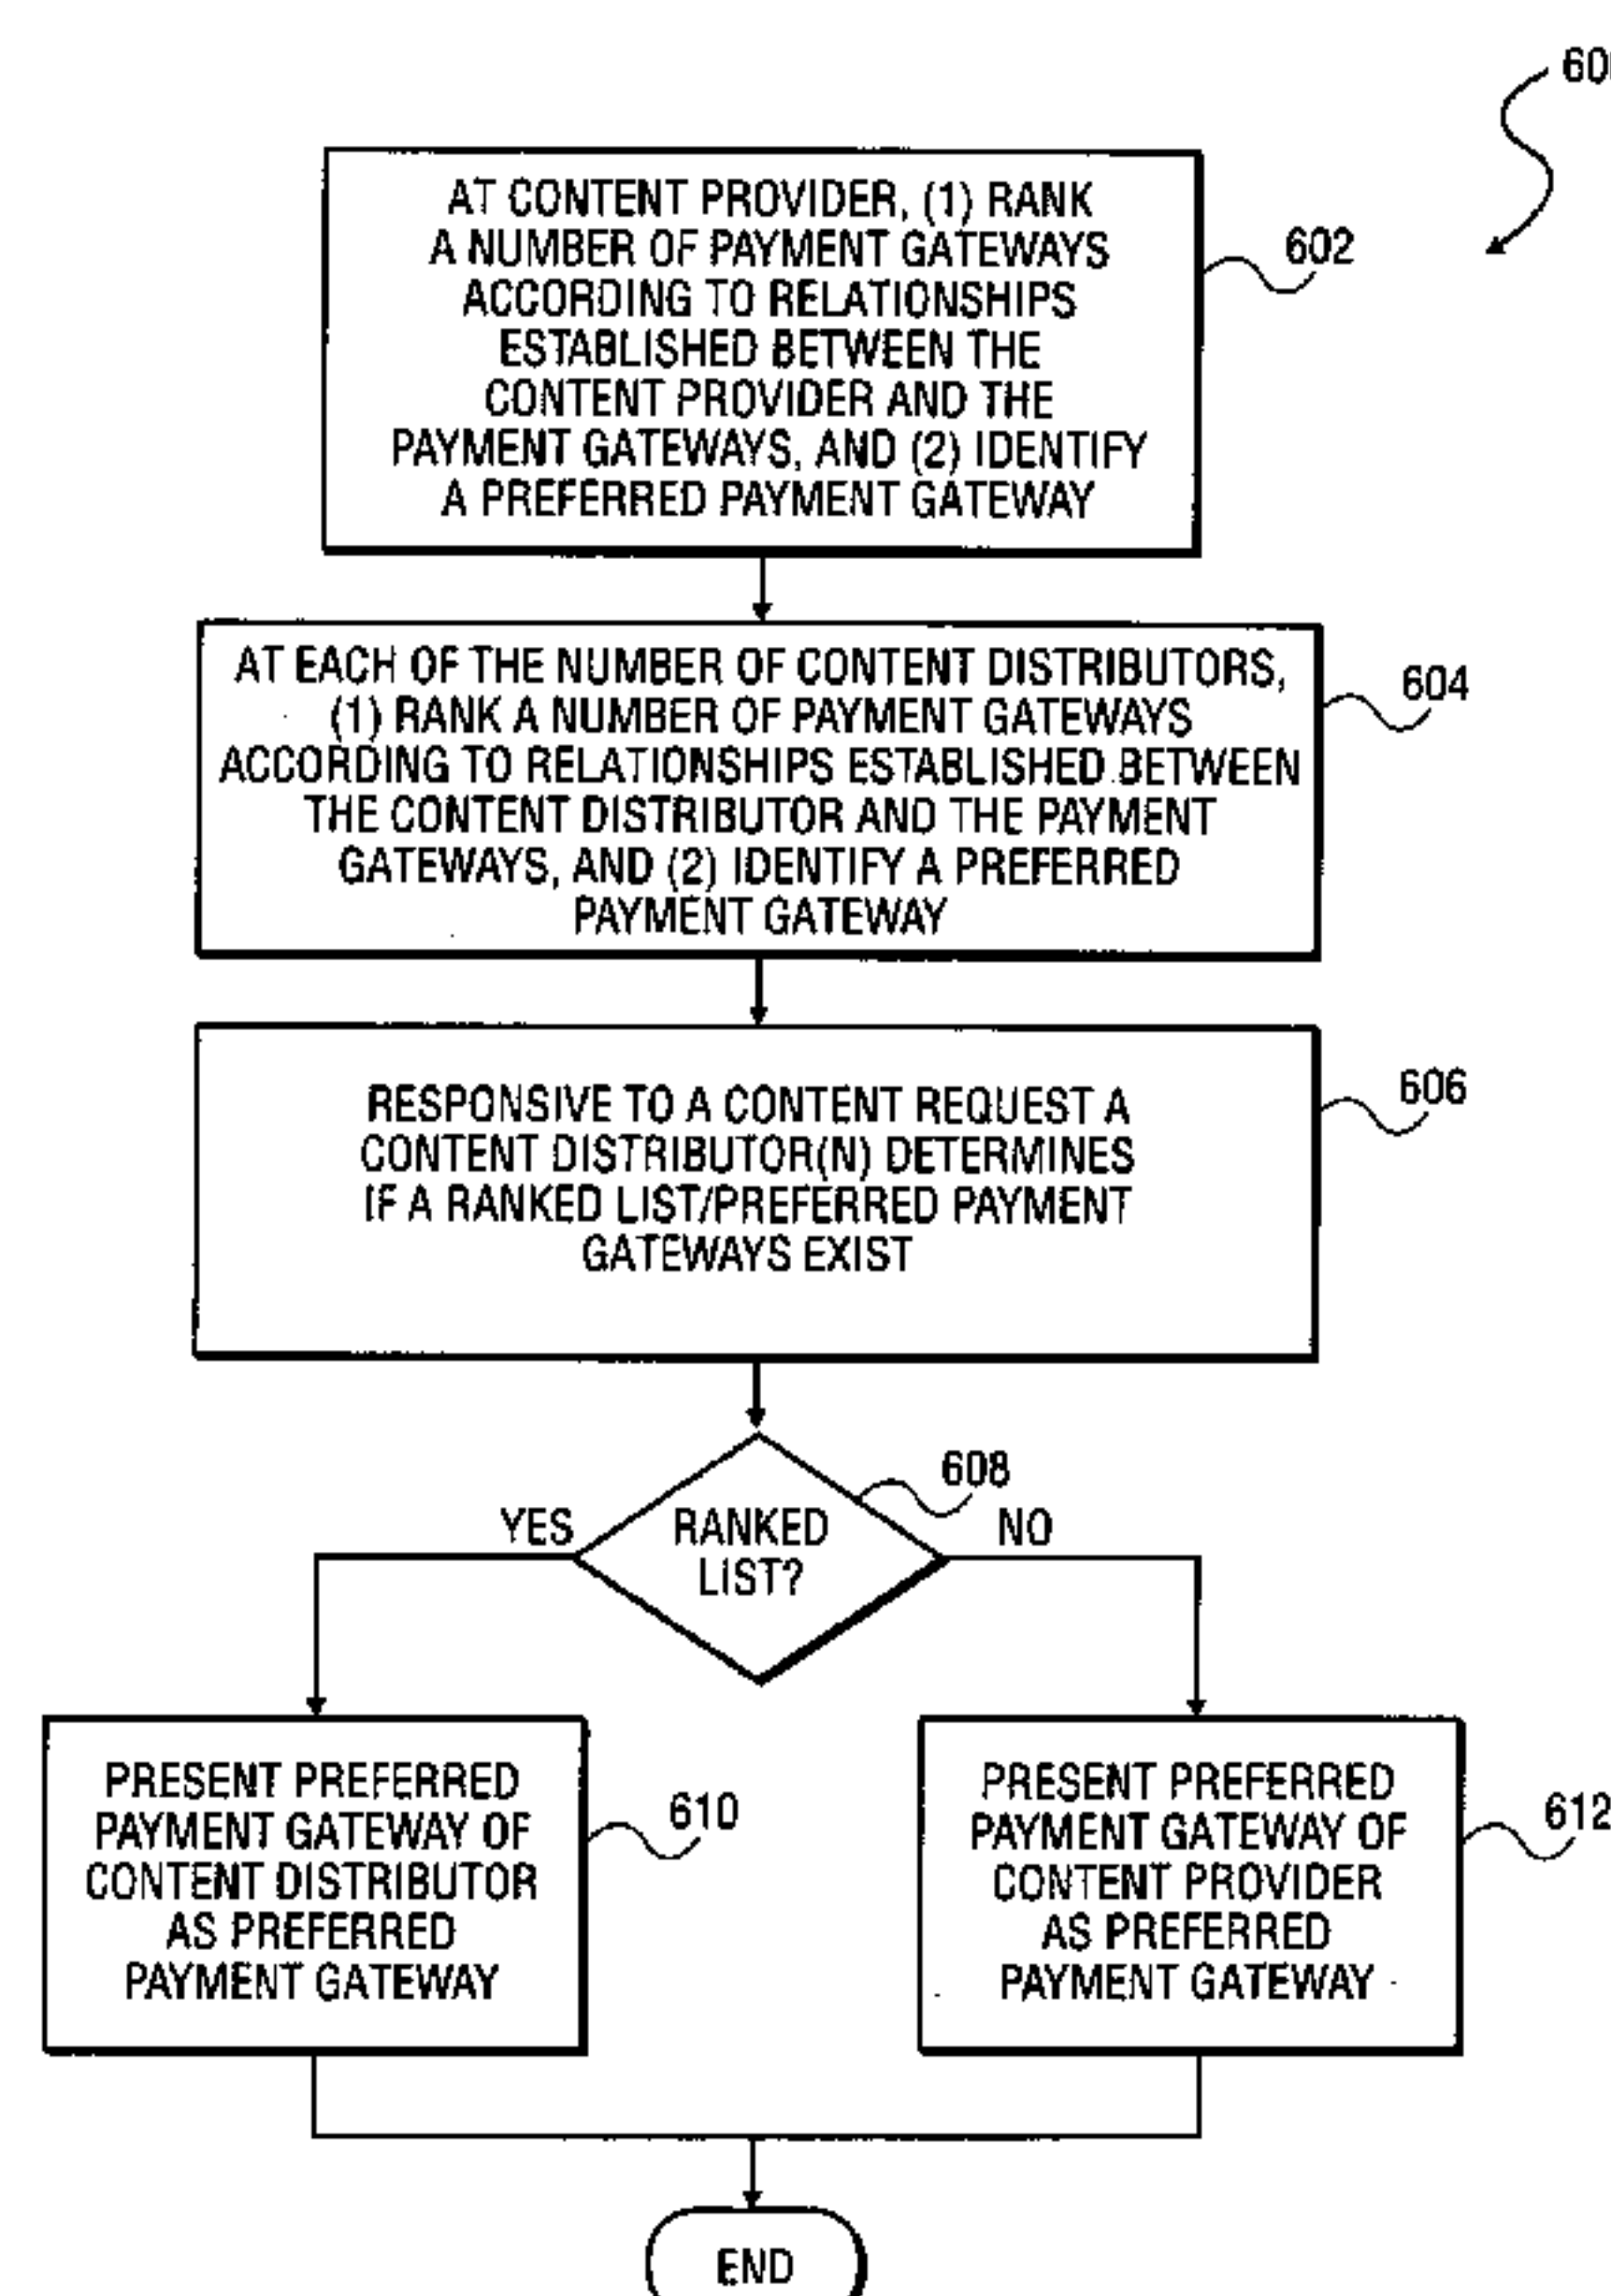 AT CONTENT PROVIDER, (1) RANK
A NUMBER OF PAYMENT GATEWAYS
ACCORDING TO RELATIONSHIPS
ESTABLISHED BETWEEN THE
CONTENT PROVIDER AND THE
PAYMENT GATEWAYS, AND (2) IDENTIFY
A PREFERRED PAYMENT GATEWAY
602
AT EACH OF THE NUMBER OF CONTENT DISTRIBUTORS,
(1) RANK A NUMBER OF PAYMENT GATEWAYS
ACCORDING TO RELATIONSHIPS ESTABLISHED BETWEEN
THE CONTENT DISTRIBUTOR AND THE PAYMENT
GATEWAYS, AND (2) IDENTIFY A PREFERRED
PAYMENT GATEWAY
604
RESPONSIVE TO A CONTENT REQUEST A
CONTENT DISTRIBUTOR(N) DETERMINES
IF A RANKED LIST/PREFERRED PAYMENT
GATEWAYS EXIST
606
608
YES
RANKED
LIST?
NO
PRESENT PREFERRED
PAYMENT GATEWAY OF
CONTENT DISTRIBUTOR
AS PREFERRED
PAYMENT GATEWAY
610
PRESENT PREFERRED
PAYMENT GATEWAY OF
CONTENT PROVIDER
AS PREFERRED
PAYMENT GATEWAY
612
END